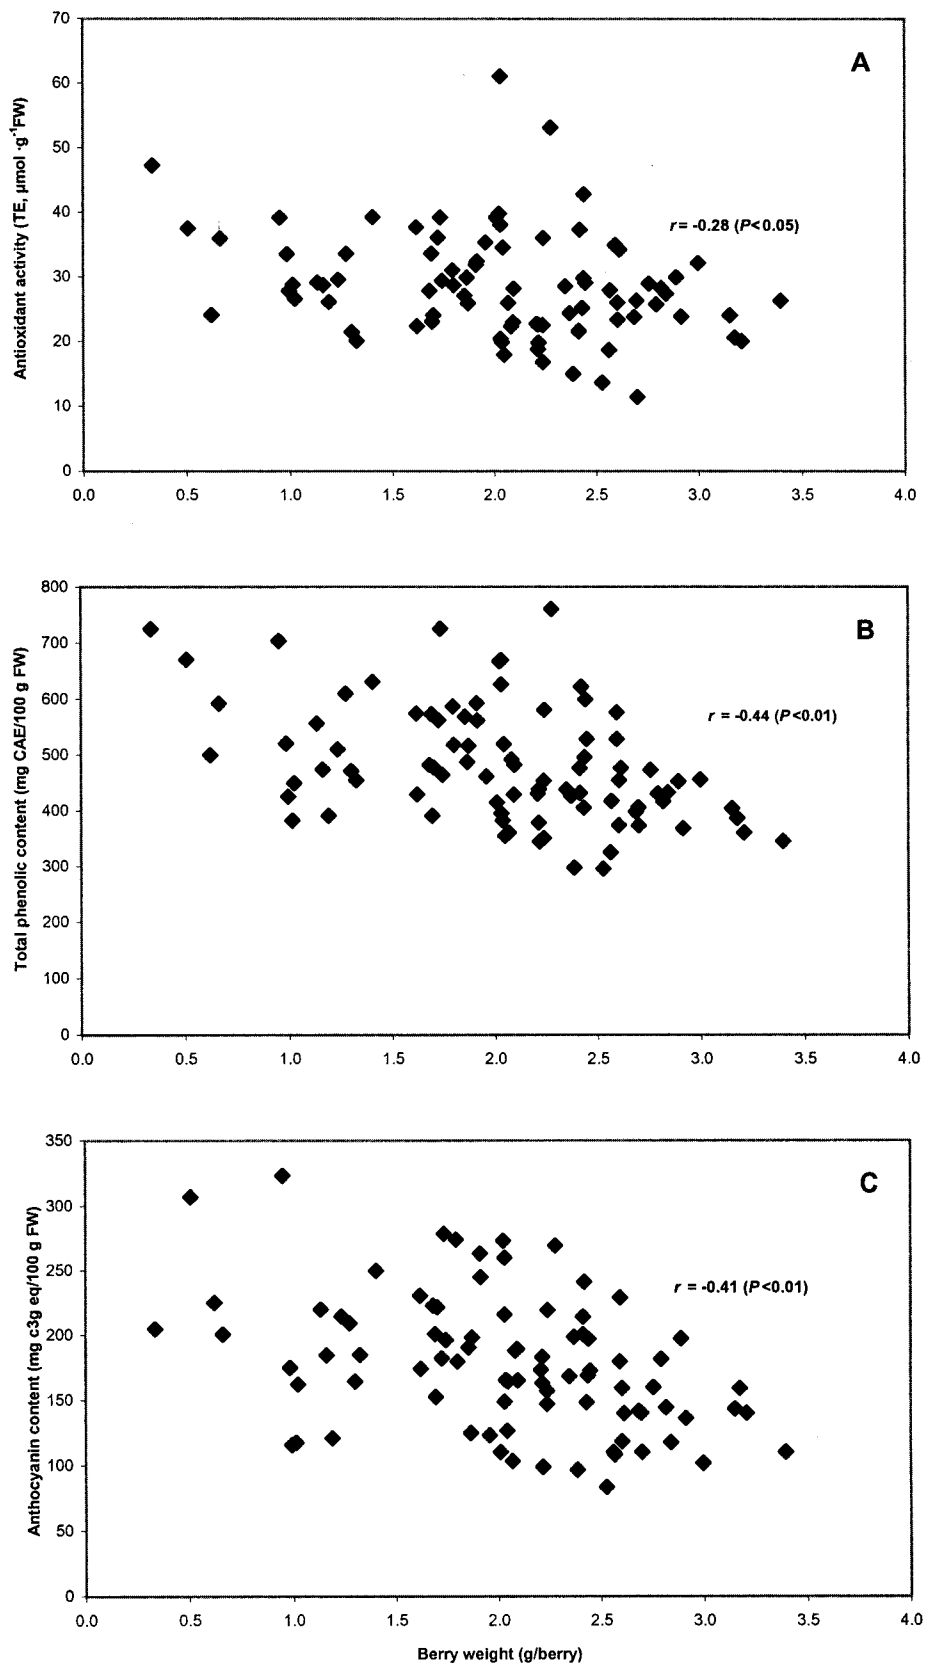 A
Antioxidant activity (TE, µmol ·g⁻¹FW)
70
60
50
40
30
20
10
0
r = -0.28 (P<0.05)
0.0 0.5 1.0 1.5 2.0 2.5 3.0 3.5 4.0
B
Total phenolic content (mg CAE/100 g FW)
800
700
600
500
400
300
200
100
0
r = -0.44 (P<0.01)
0.0 0.5 1.0 1.5 2.0 2.5 3.0 3.5 4.0
C
Anthocyanin content (mg c3g eq/100 g FW)
350
300
250
200
150
100
50
0
r = -0.41 (P<0.01)
0.0 0.5 1.0 1.5 2.0 2.5 3.0 3.5 4.0
Berry weight (g/berry)